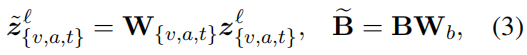 z̃^ℓ_{v,a,t} = W_{v,a,t} z^ℓ_{v,a,t},   B̃ = BW_b,   (3)